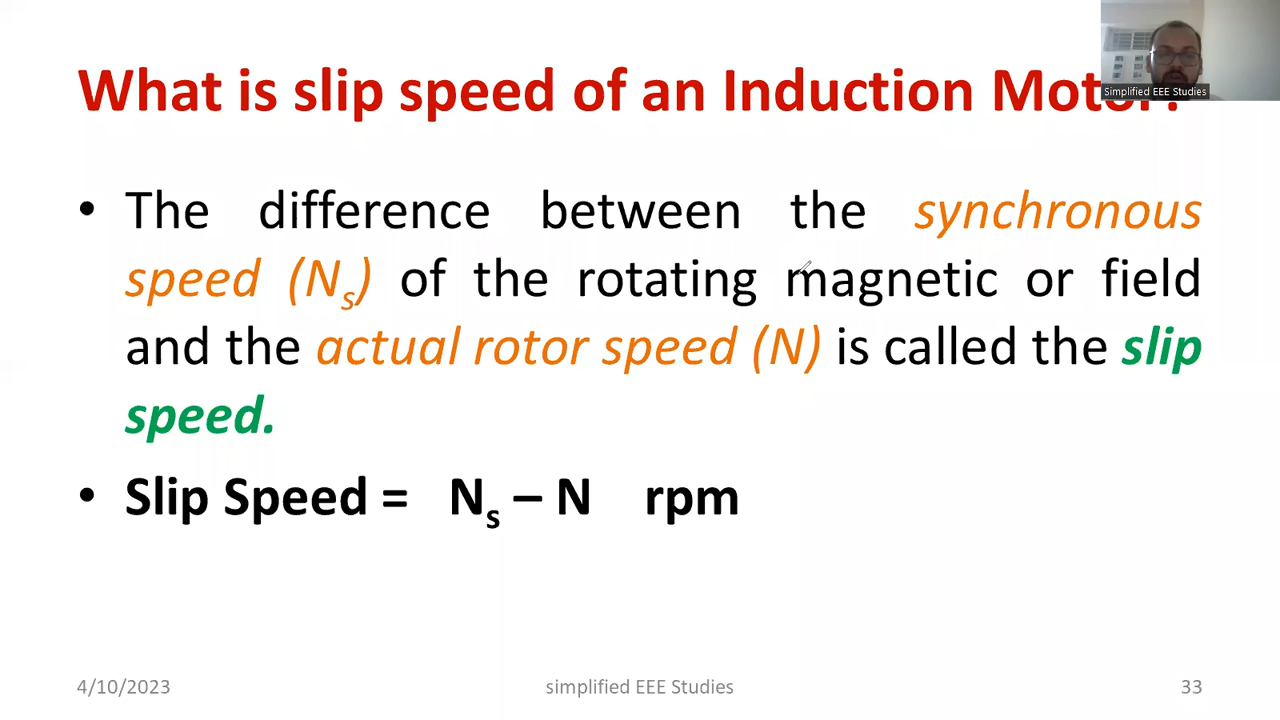 What is slip speed of an Induction Motor?
Simplified EEE Studies
• The difference between the synchronous
speed (Ns) of the rotating magnetic or field
and the actual rotor speed (N) is called the slip
speed.
• Slip Speed = Ns – N rpm
4/10/2023 simplified EEE Studies 33